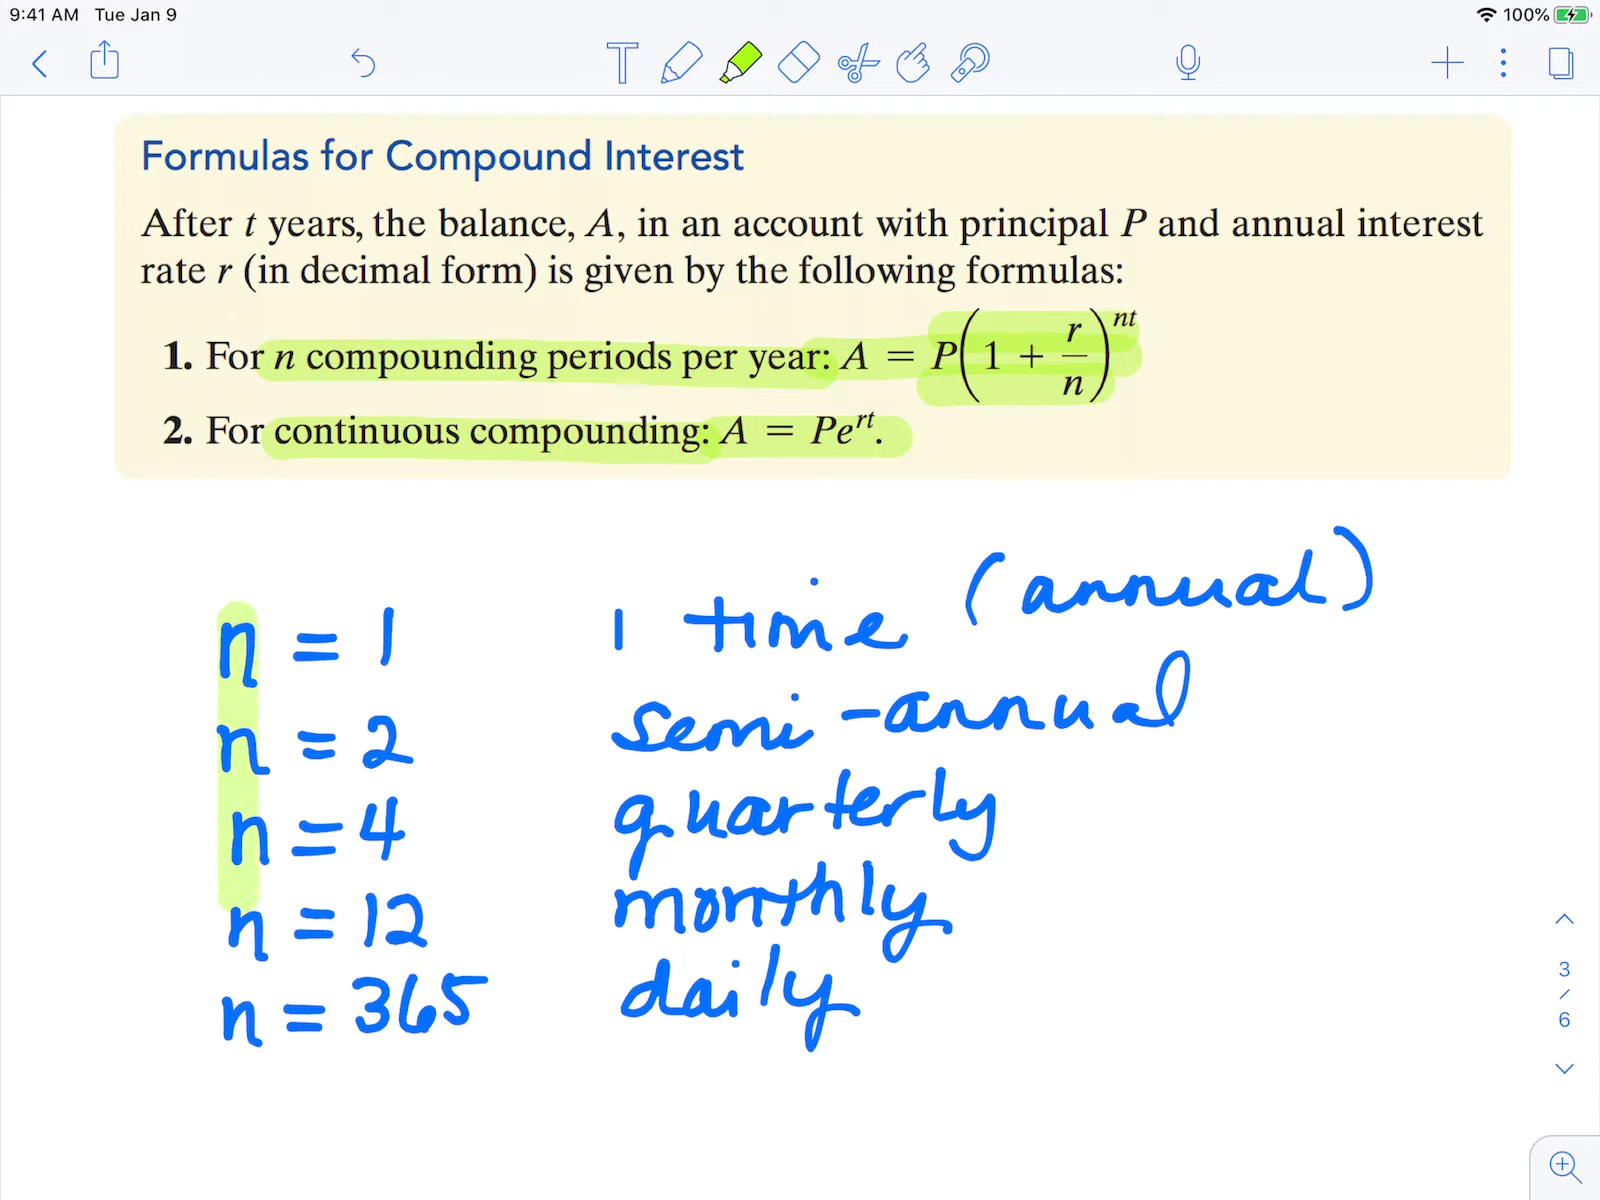 9:41 AM Tue Jan 9 100%
Formulas for Compound Interest
After t years, the balance, A, in an account with principal P and annual interest
rate r (in decimal form) is given by the following formulas:
1. For n compounding periods per year: A = P(1 + r/n)^nt
2. For continuous compounding: A = Pe^rt.
n = 1 1 time (annual)
n = 2 semi-annual
n = 4 quarterly
n = 12 monthly
n = 365 daily
3
/
6